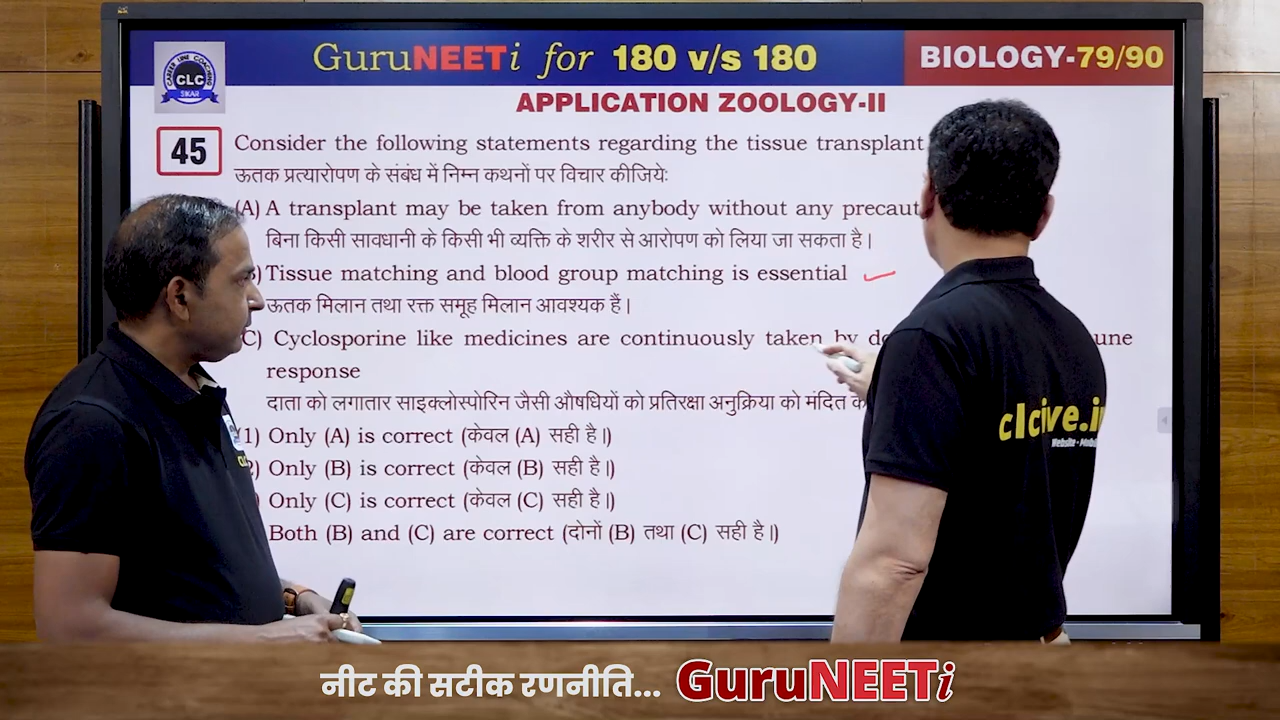 GuruNEETi for 180 v/s 180
BIOLOGY-79/90
CAREER LINE COACHING
CLC
SIKAR
APPLICATION ZOOLOGY-II
45
Consider the following statements regarding the tissue transplant
ऊतक प्रत्यारोपण के संबंध में निम्न कथनों पर विचार कीजिये:
(A) A transplant may be taken from anybody without any
बिना किसी सावधानी के किसी भी व्यक्ति के शरीर से आरोपण को लिया जा सकता है।
Tissue matching and blood group matching is essential
ऊतक मिलान तथा रक्त समूह मिलान आवश्यक हैं।
C) Cyclosporine like medicines are continuously taken by
response
दाता को लगातार साइक्लोस्पोरिन जैसी औषधियों को प्रतिरक्षा अनुक्रिया को मंदित
(1) Only (A) is correct (केवल (A) सही है।)
Only (B) is correct (केवल (B) सही है।)
Only (C) is correct (केवल (C) सही है।)
Both (B) and (C) are correct (दोनों (B) तथा (C) सही है।)
clcive.i
नीट की सटीक रणनीति... GuruNEETi